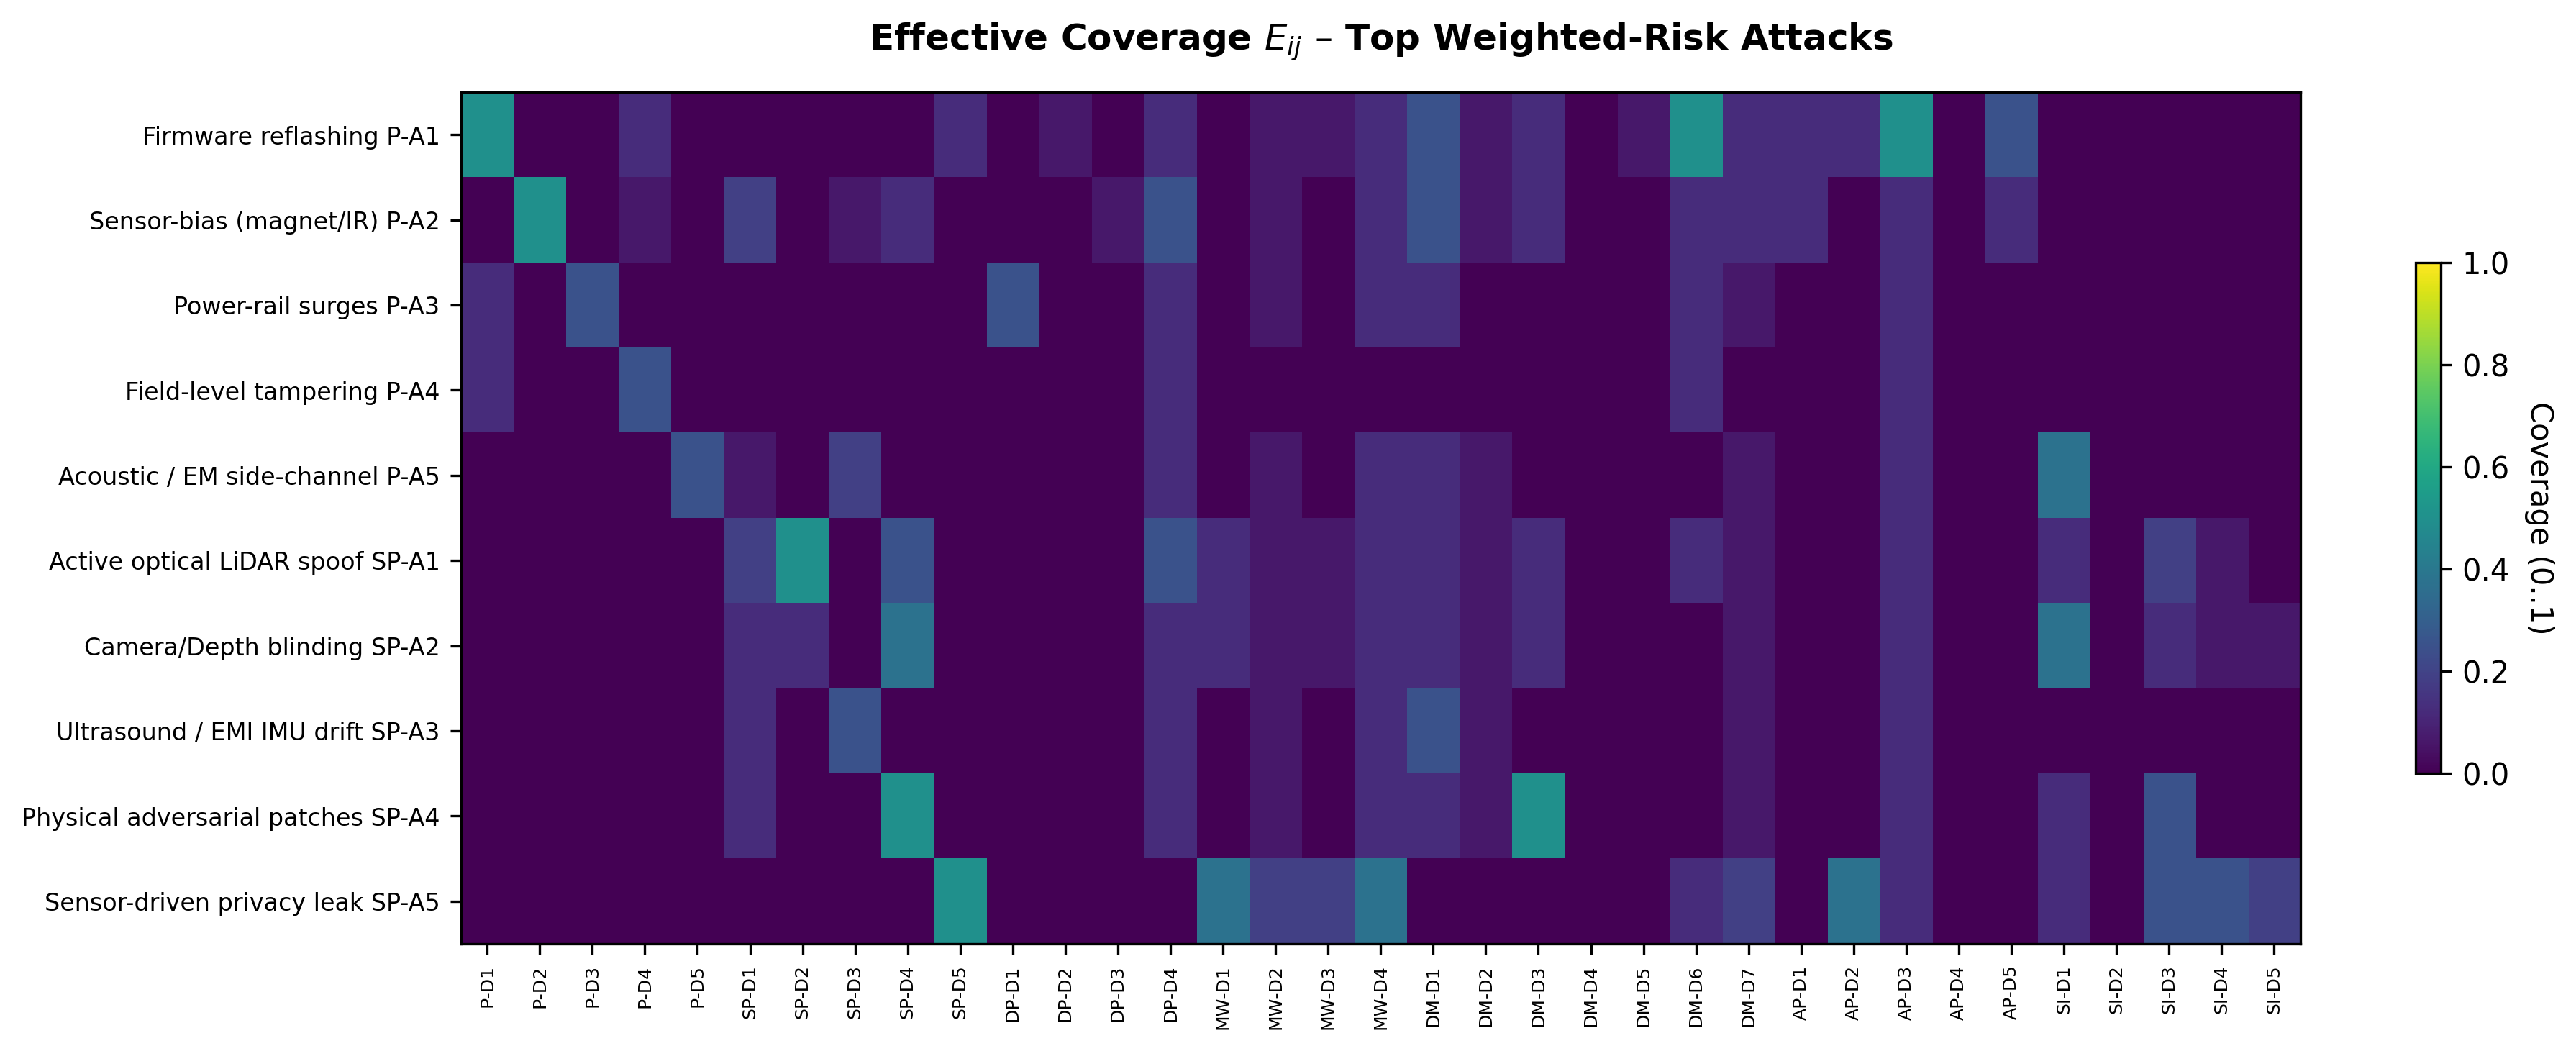 Effective Coverage E_ij – Top Weighted-Risk Attacks
Firmware reflashing P-A1
Sensor-bias (magnet/IR) P-A2
Power-rail surges P-A3
Field-level tampering P-A4
Acoustic / EM side-channel P-A5
Active optical LiDAR spoof SP-A1
Camera/Depth blinding SP-A2
Ultrasound / EMI IMU drift SP-A3
Physical adversarial patches SP-A4
Sensor-driven privacy leak SP-A5
P-D1
P-D2
P-D3
P-D4
P-D5
SP-D1
SP-D2
SP-D3
SP-D4
SP-D5
DP-D1
DP-D2
DP-D3
DP-D4
MW-D1
MW-D2
MW-D3
MW-D4
DM-D1
DM-D2
DM-D3
DM-D4
DM-D5
DM-D6
DM-D7
AP-D1
AP-D2
AP-D3
AP-D4
AP-D5
SI-D1
SI-D2
SI-D3
SI-D4
SI-D5
1.0
0.8
0.6
0.4
0.2
0.0
Coverage (0..1)